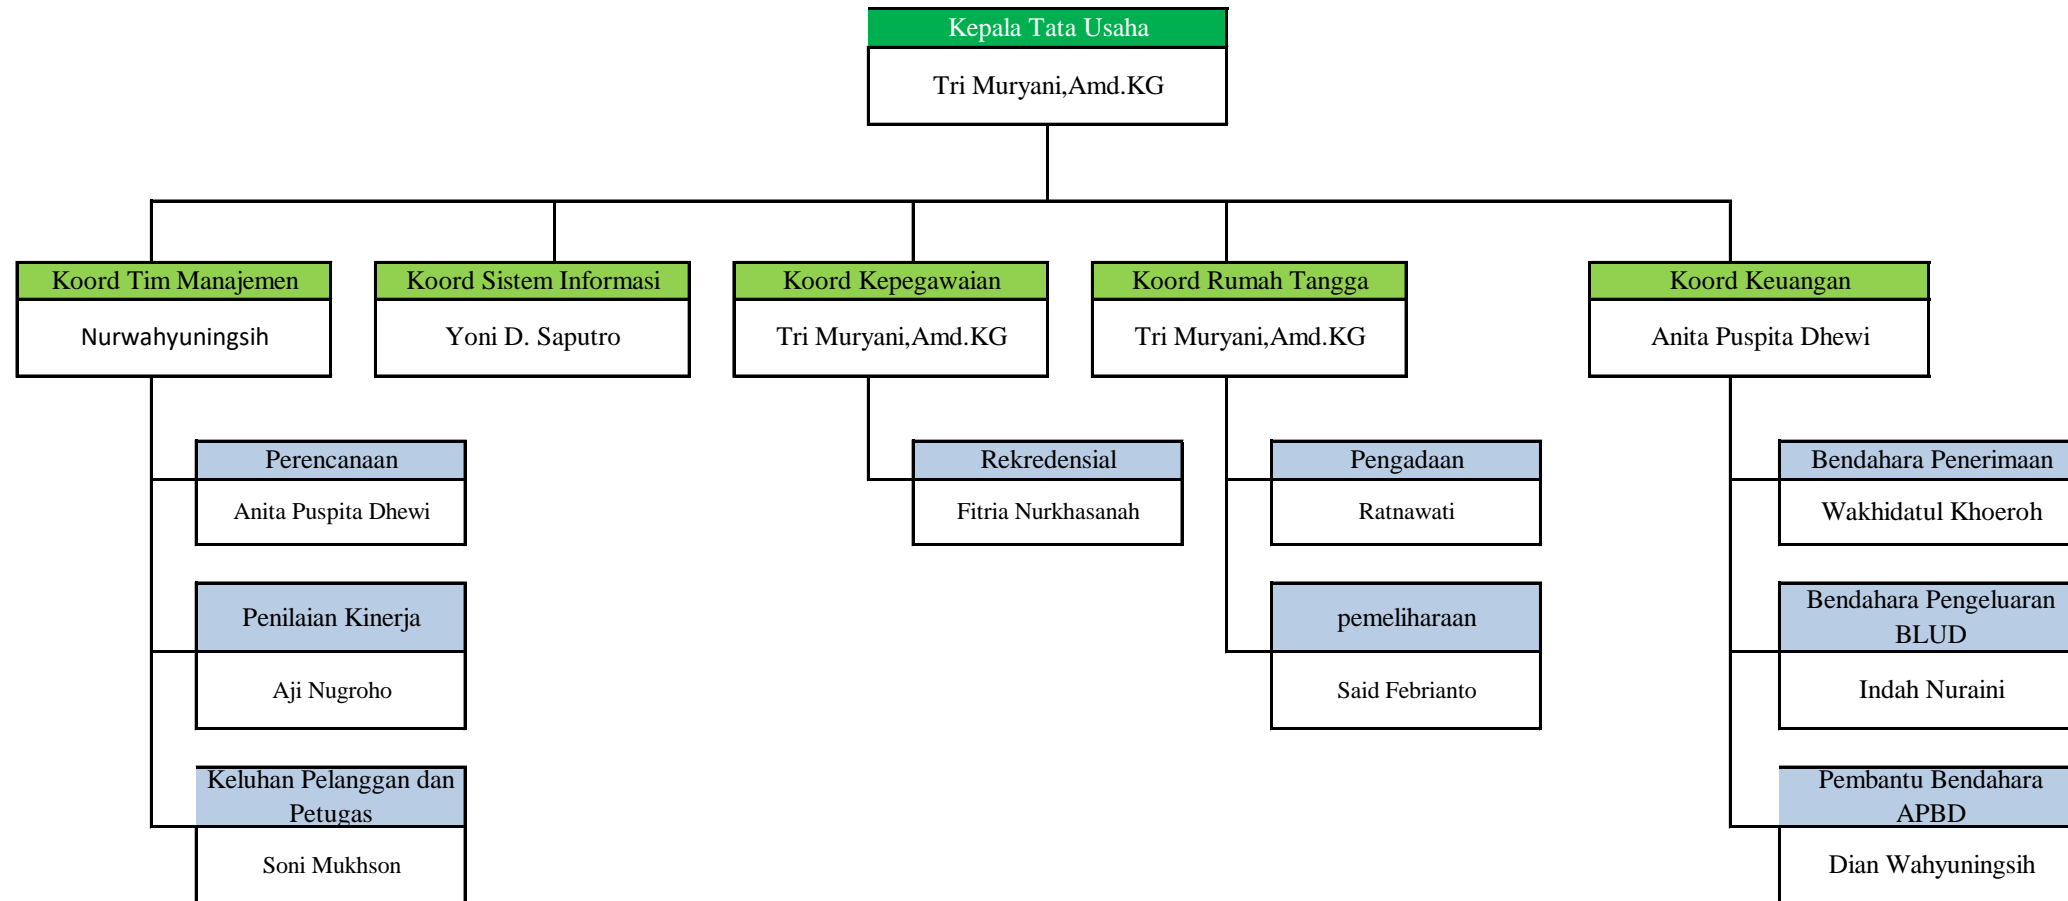 Kepala Tata Usaha
Tri Muryani,Amd.KG
Koord Tim Manajemen
Nurwahyuningsih
Koord Sistem Informasi
Yoni D. Saputro
Koord Kepegawaian
Tri Muryani,Amd.KG
Koord Rumah Tangga
Tri Muryani,Amd.KG
Koord Keuangan
Anita Puspita Dhewi
Perencanaan
Anita Puspita Dhewi
Penilaian Kinerja
Aji Nugroho
Keluhan Pelanggan dan
Petugas
Soni Mukhson
Rekredensial
Fitria Nurkhasanah
Pengadaan
Ratnawati
pemeliharaan
Said Febrianto
Bendahara Penerimaan
Wakhidatul Khoeroh
Bendahara Pengeluaran
BLUD
Indah Nuraini
Pembantu Bendahara
APBD
Dian Wahyuningsih